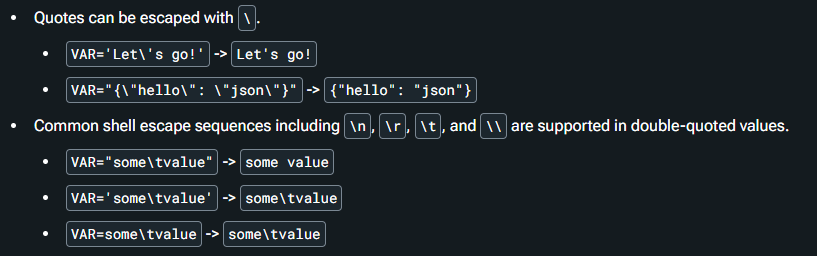 • Quotes can be escaped with \.
• VAR='Let\'s go!' -> Let's go!
• VAR="{\"hello\": \"json\"}" -> {"hello": "json"}
• Common shell escape sequences including \n, \r, \t, and \\ are supported in double-quoted values.
• VAR="some\tvalue" -> some value
• VAR='some\tvalue' -> some\tvalue
• VAR=some\tvalue -> some\tvalue